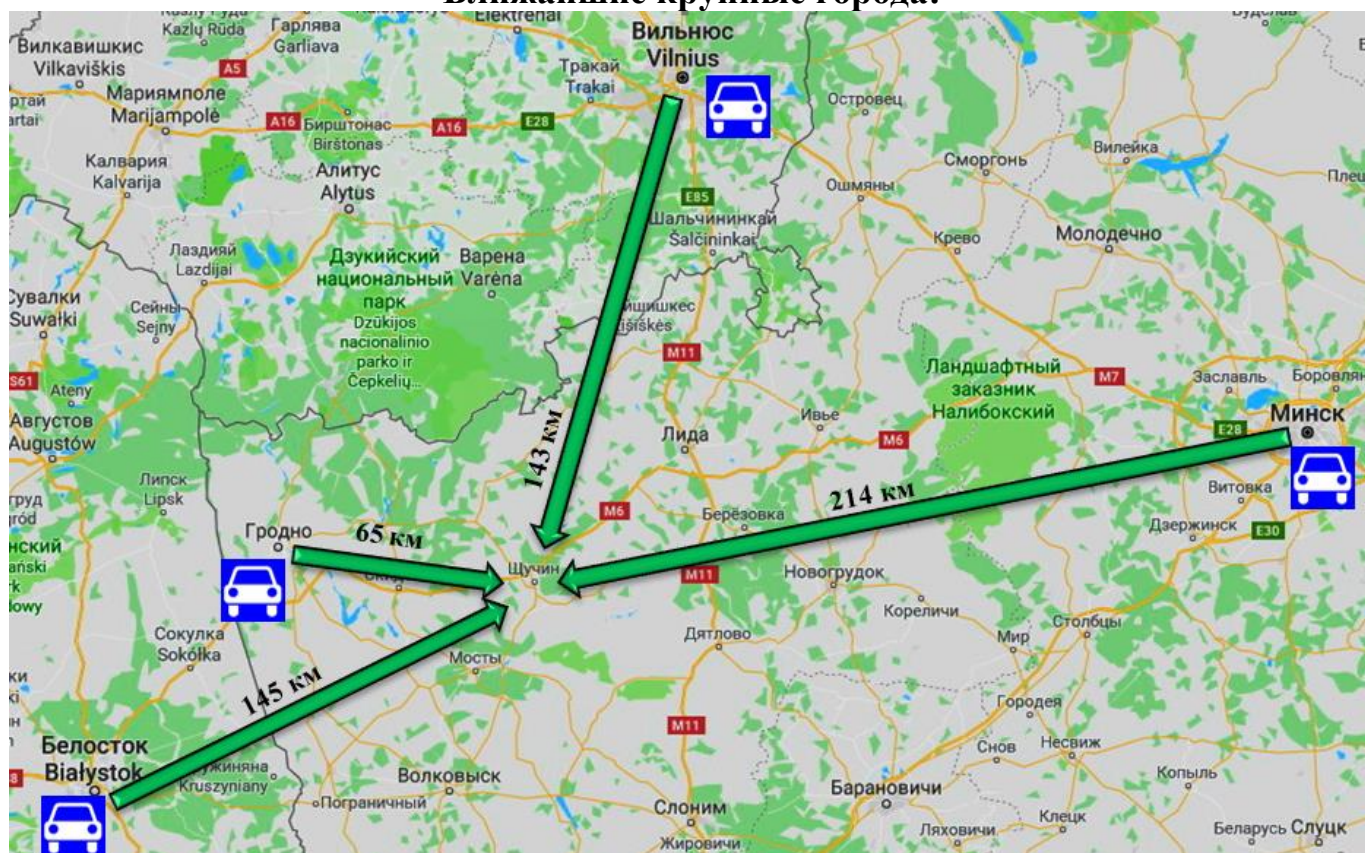 Ближайшие крупные города:
Гарлява
Garliava
Вильнюс
Vilnius
Вилкавишкис
Vilkaviškis
A5
Тракай
Trakai
Островец
Мариямполе
Marijampolė
A16
Бирштонас
Birštonas
A16
E28
Калвария
Kalvarija
Алитус
Alytus
Сморгонь
Вилейка
Ошмяны
E85
Шальчининкай
Šalčininkai
Лаздияй
Lazdijai
Дзукийский
национальный
парк
Dzūkijos
nacionalinio
parko ir
Čepkelių...
Варена
Varėna
Крево
Молодечно
Сувалки
Suwałki
Сейны
Sejny
M11
Ландшафтный
заказник
Налибокский
M7
Заславль
S61
Ateny
Августов
Augustów
143 км
Лида
Ивье
M6
E28
Минск
Липск
Lipsk
214 км
Витовка
Гродно
65 км
M6
Берёзовка
Дзержинск
E30
Щучин
M11
Новогрудок
Кореличи
Столбцы
Сокулка
Sokółka
Мосты
Дятлово
Мир
145 км
M11
Городея
Белосток
Białystok
Kruszyniany
Волковыск
Снов
Несвиж
Пограничный
Слоним
Барановичи
Копыль
Жировичи
Ляховичи
Клецк
Беларусь
Слуцк